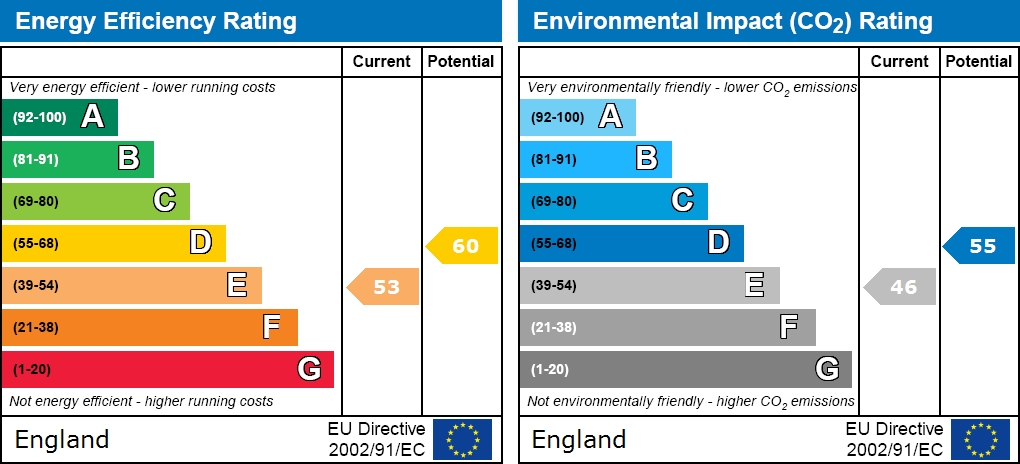 Energy Efficiency Rating
Current Potential
Very energy efficient - lower running costs
(92-100) A
(81-91) B
(69-80) C
(55-68) D
60
(39-54) E
53
(21-38) F
(1-20) G
Not energy efficient - higher running costs
England
EU Directive
2002/91/EC
Environmental Impact (CO2) Rating
Current Potential
Very environmentally friendly - lower CO2 emissions
(92-100) A
(81-91) B
(69-80) C
(55-68) D
55
(39-54) E
46
(21-38) F
(1-20) G
Not environmentally friendly - higher CO2 emissions
England
EU Directive
2002/91/EC